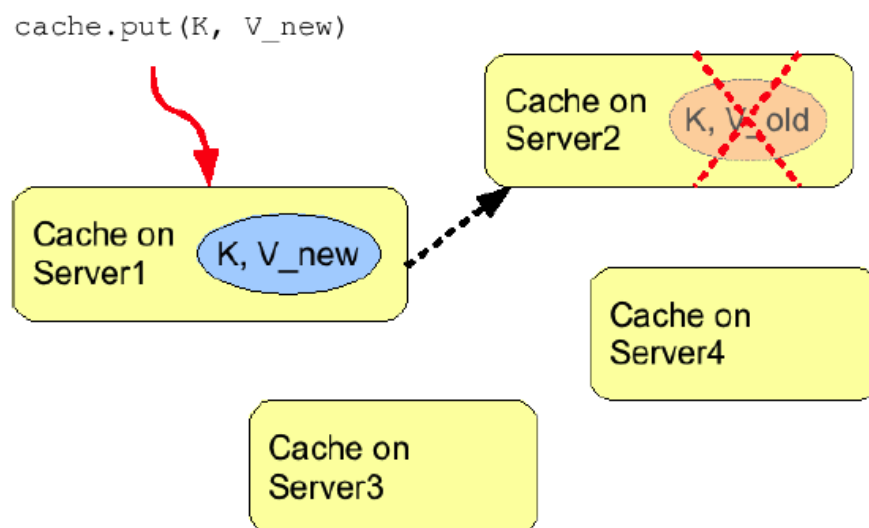 cache.put(K, V_new)
Cache on
Server2
K, V_old
Cache on
Server1
K, V_new
Cache on
Server4
Cache on
Server3